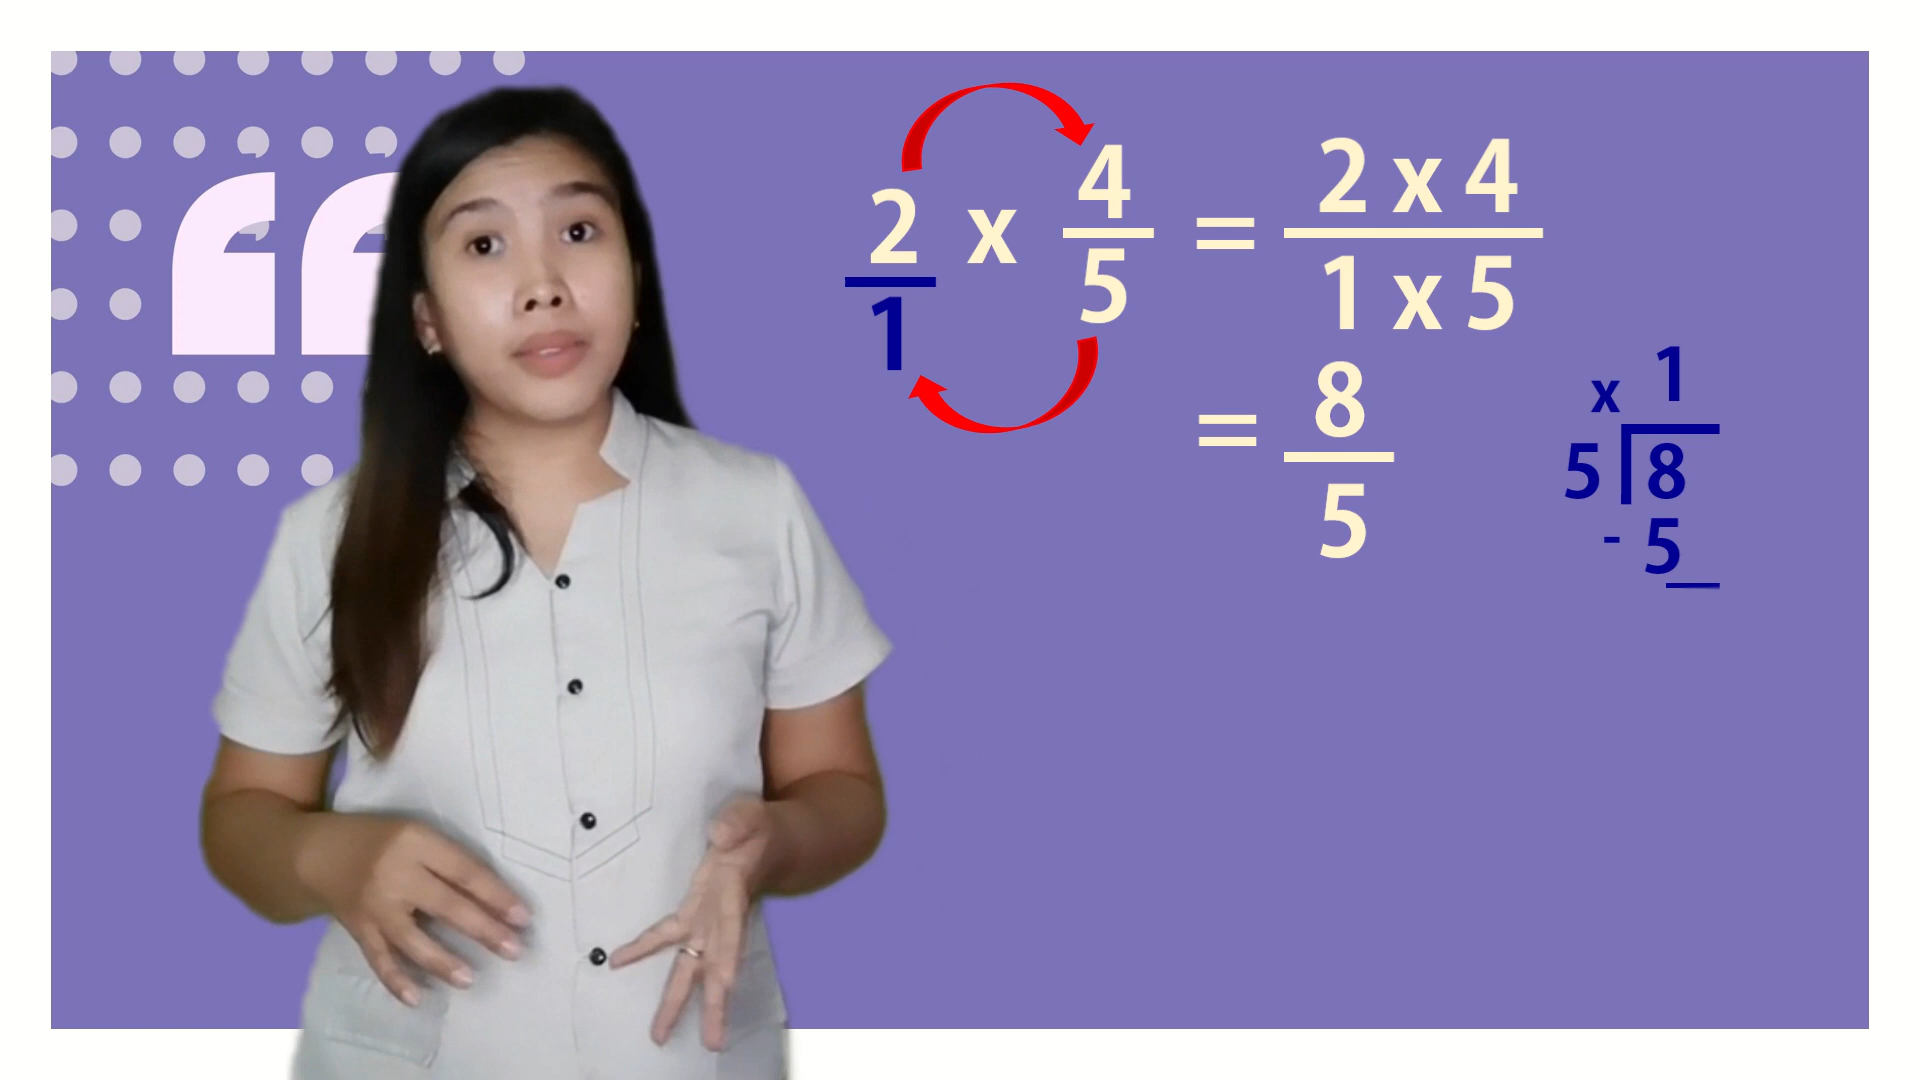 “
2/1 x 4/5 = (2 x 4)/(1 x 5)
= 8/5
x 1
5 8
- 5